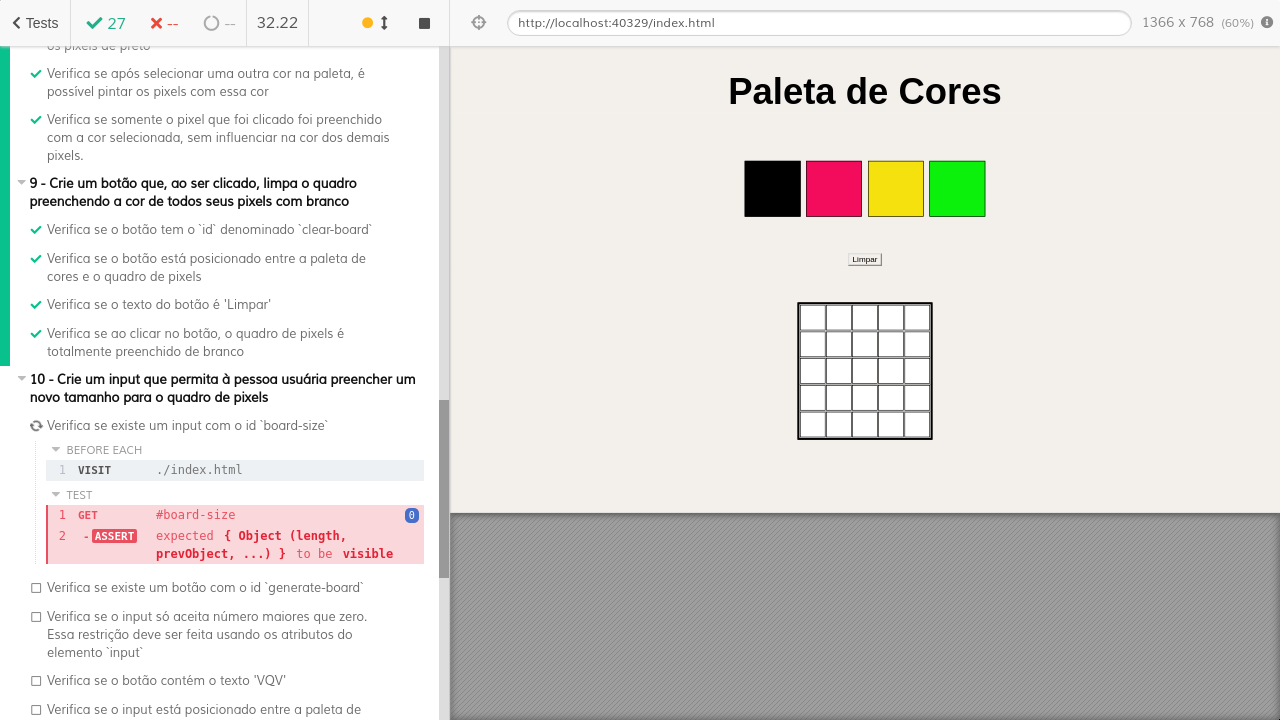 Tests
27
--
--
32.22
http://localhost:40329/index.html
1366 x 768 (60%)
os pixels de preto
Verifica se após selecionar uma outra cor na paleta, é
possível pintar os pixels com essa cor
Verifica se somente o pixel que foi clicado foi preenchido
com a cor selecionada, sem influenciar na cor dos demais
pixels.
9 - Crie um botão que, ao ser clicado, limpa o quadro
preenchendo a cor de todos seus pixels com branco
Verifica se o botão tem o `id` denominado `clear-board`
Verifica se o botão está posicionado entre a paleta de
cores e o quadro de pixels
Verifica se o texto do botão é 'Limpar'
Verifica se ao clicar no botão, o quadro de pixels é
totalmente preenchido de branco
10 - Crie um input que permita à pessoa usuária preencher um
novo tamanho para o quadro de pixels
Verifica se existe um input com o id `board-size`
BEFORE EACH
1 VISIT ./index.html
TEST
1 GET #board-size 0
2 -ASSERT expected { Object (length,
prevObject, ...) } to be visible
Verifica se existe um botão com o id `generate-board`
Verifica se o input só aceita número maiores que zero.
Essa restrição deve ser feita usando os atributos do
elemento `input`
Verifica se o botão contém o texto 'VQV'
Verifica se o input está posicionado entre a paleta de
Paleta de Cores
Limpar